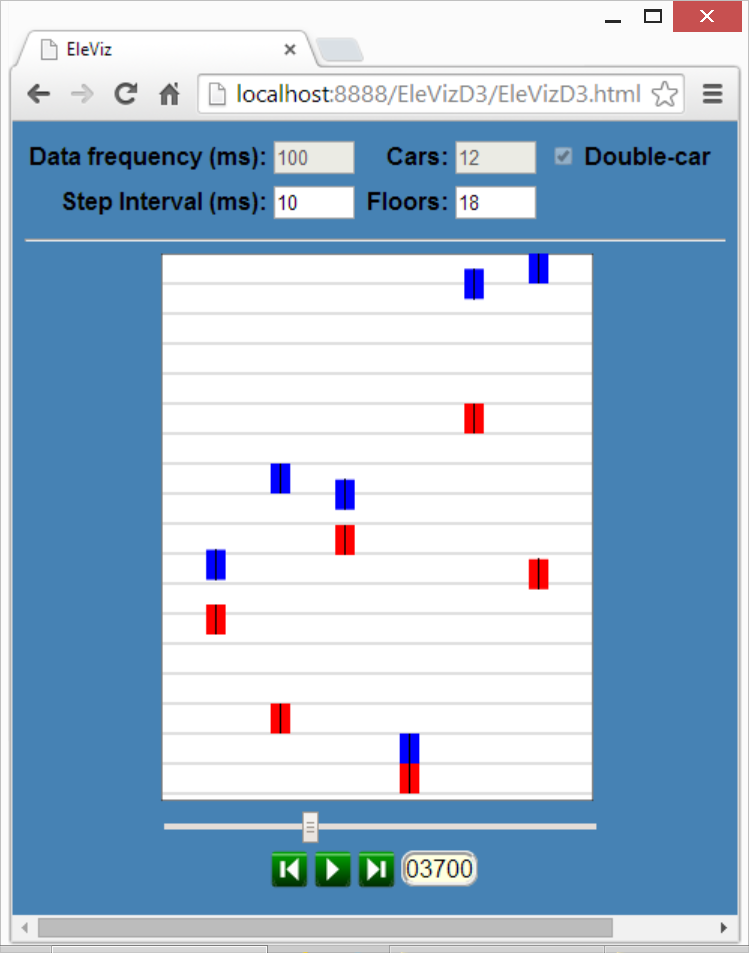 EleViz
localhost:8888/EleVizD3/EleVizD3.html
Data frequency (ms): 100 Cars: 12 Double-car
Step Interval (ms): 10 Floors: 18
03700